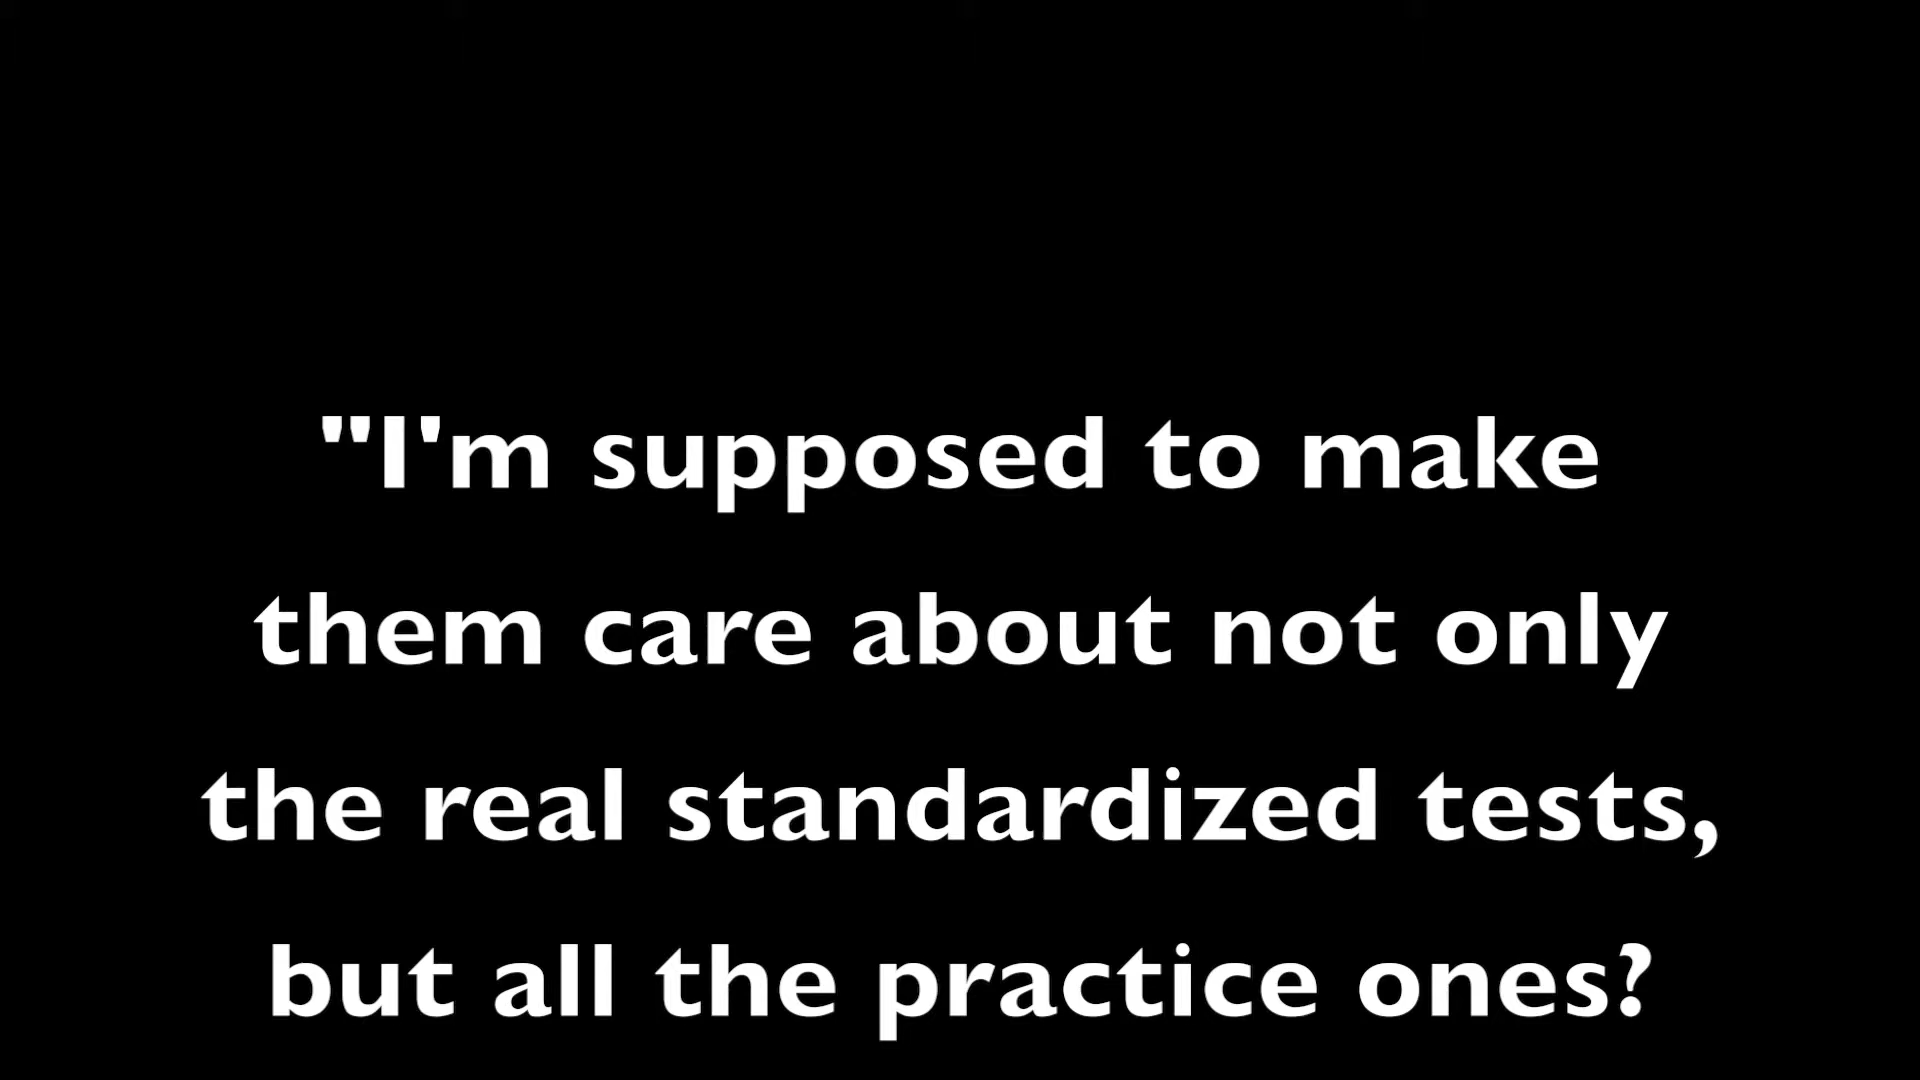 "I'm supposed to make
them care about not only
the real standardized tests,
but all the practice ones?